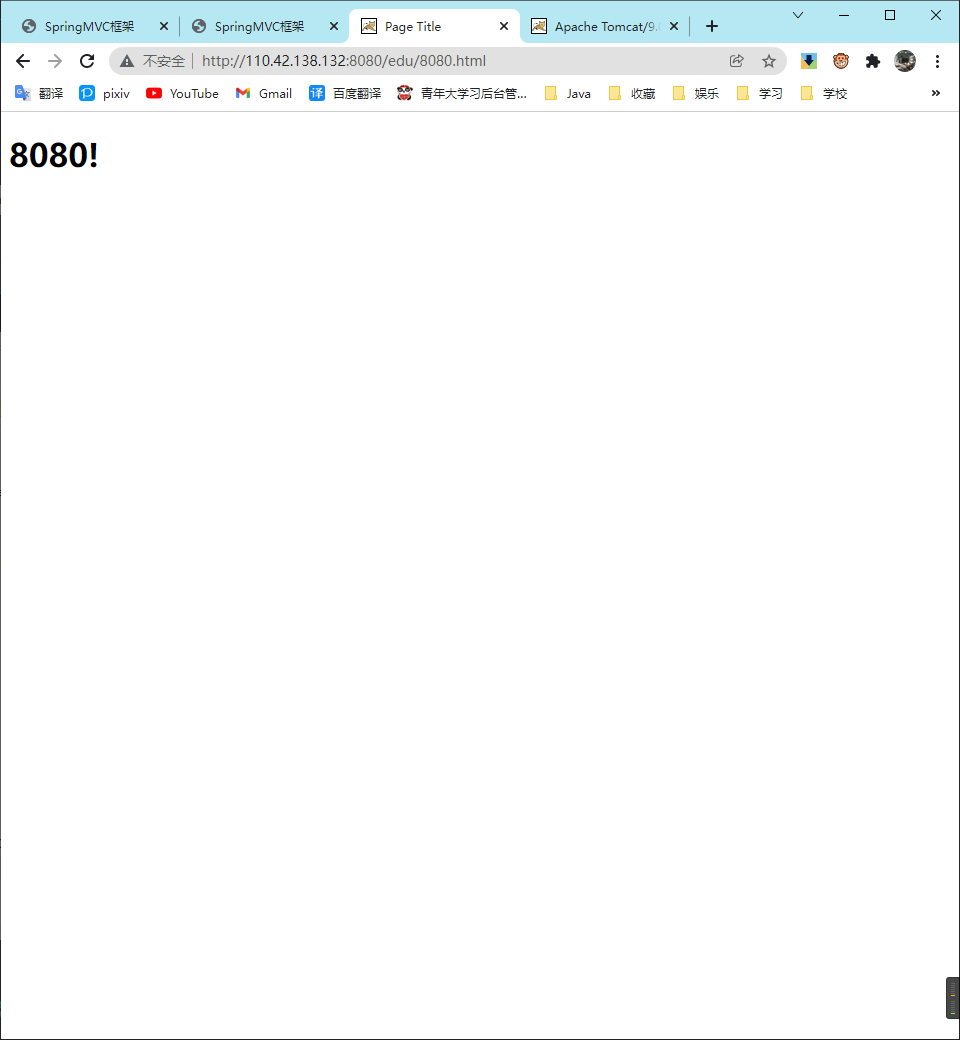 SpringMVC框架 SpringMVC框架 Page Title Apache Tomcat/9.
不安全 http://110.42.138.132:8080/edu/8080.html
翻译 pixiv YouTube Gmail 译 百度翻译 青年大学习后台管... Java 收藏 娱乐 学习 学校 »
8080!